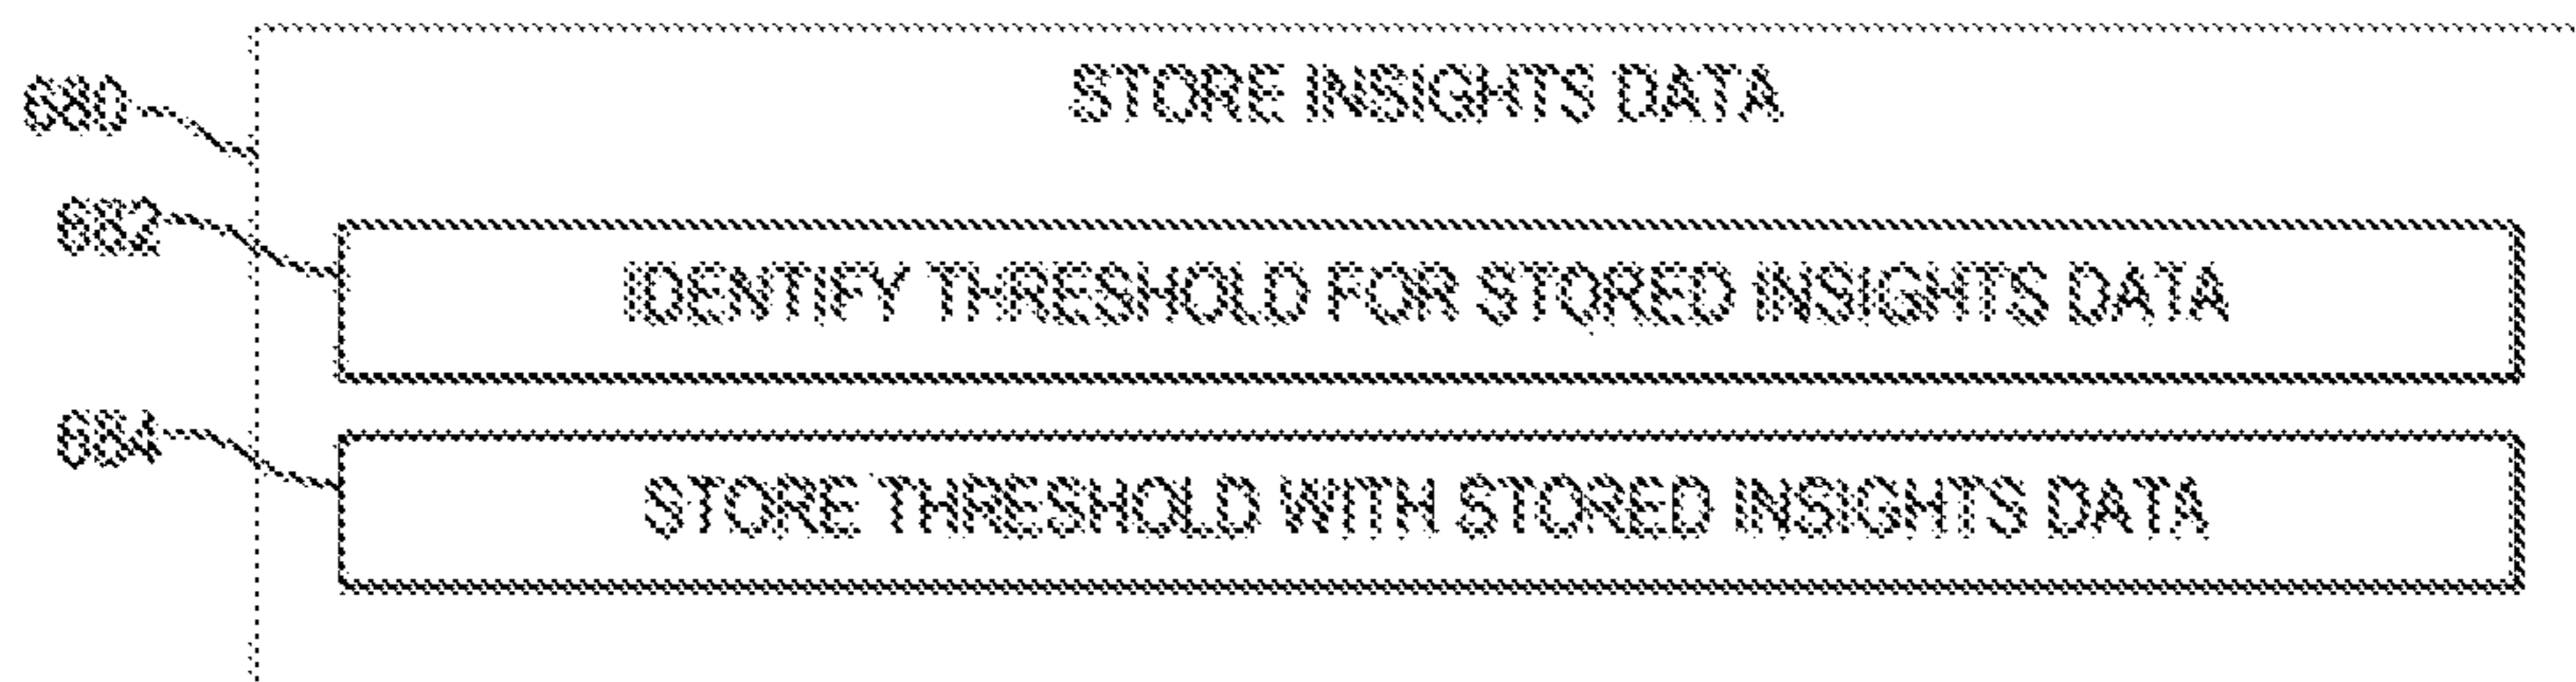 STORE INSIGHTS DATA
680
682
IDENTIFY THRESHOLD FOR STORED INSIGHTS DATA
684
STORE THRESHOLD WITH STORED INSIGHTS DATA